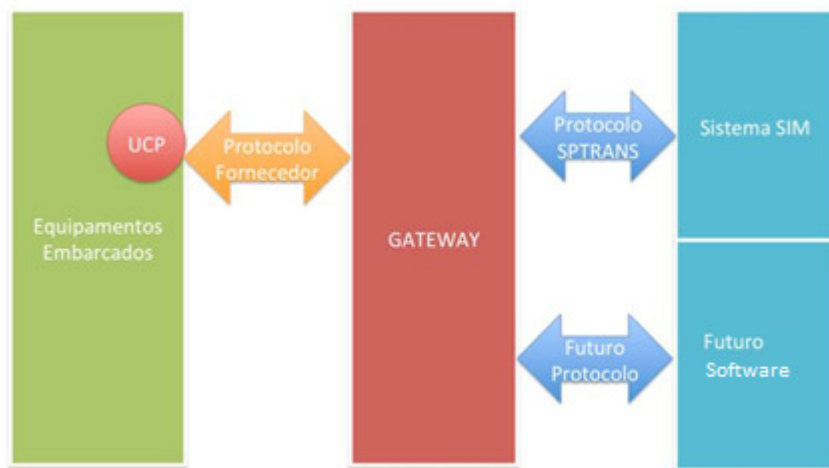 UCP
Equipamentos
Embarcados
Protocolo
Fornecedor
GATEWAY
Protocolo
SPTRANS
Sistema SIM
Futuro
Protocolo
Futuro
Software